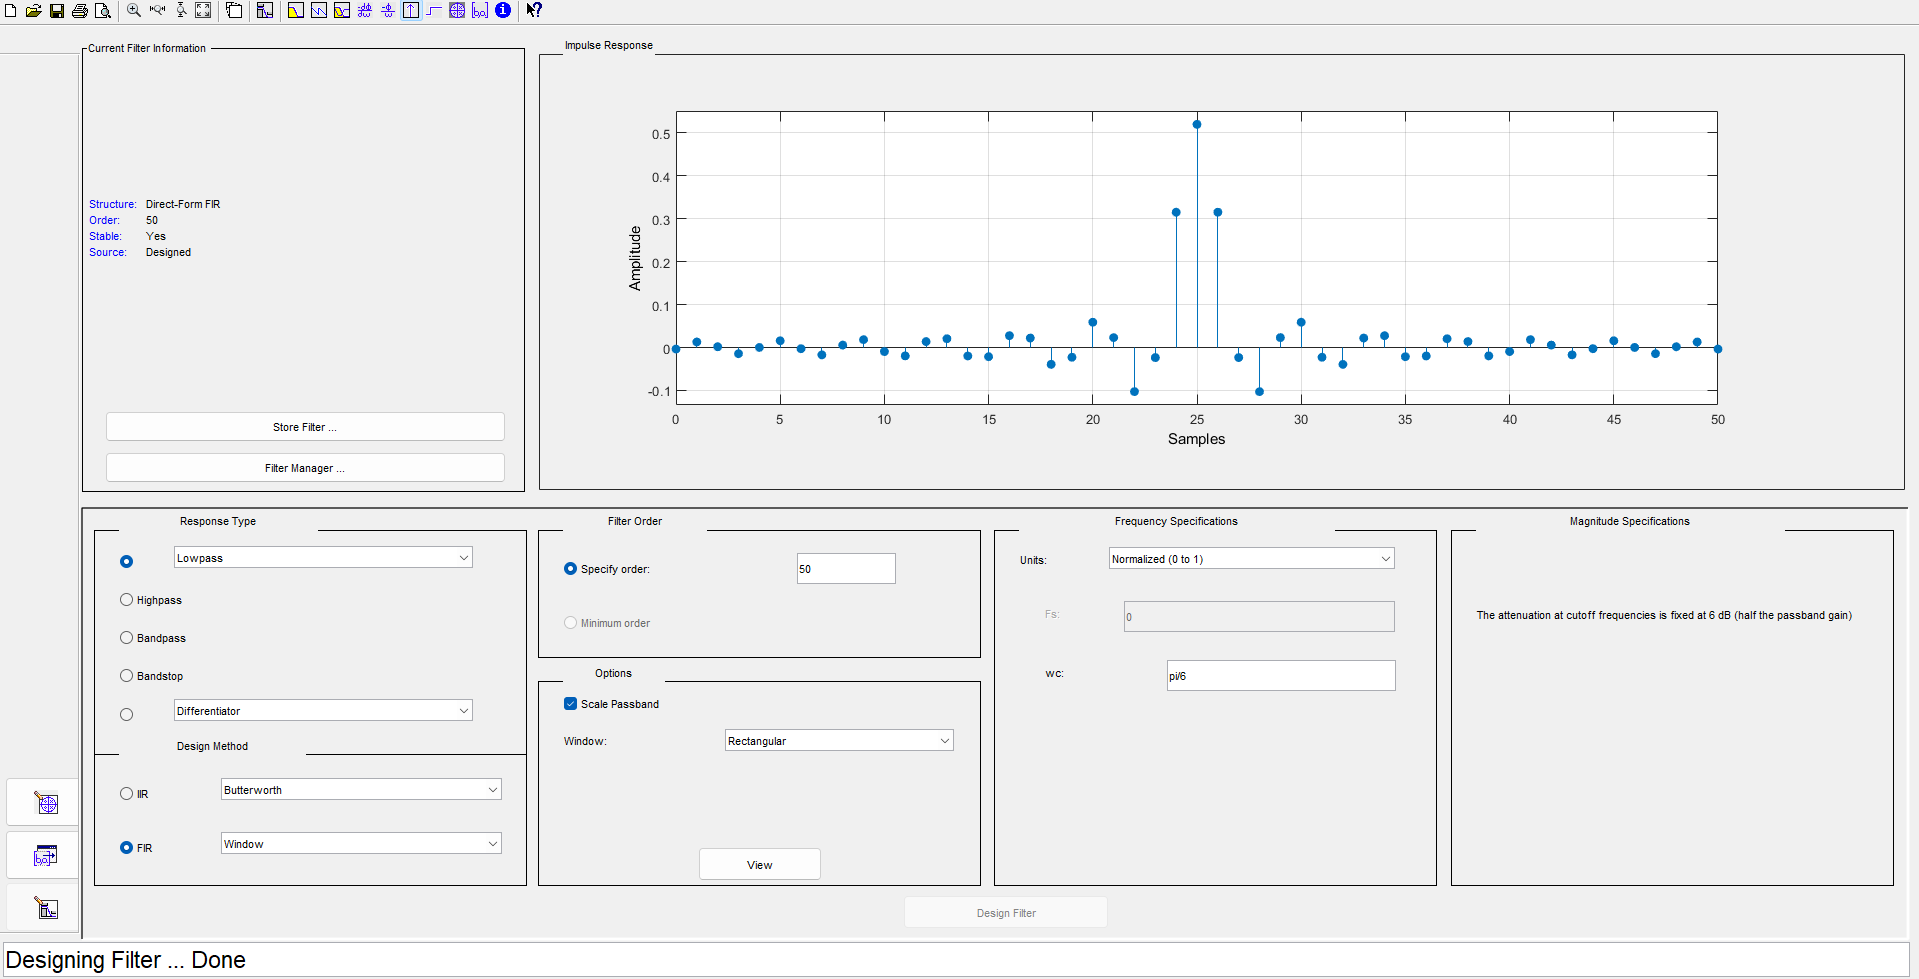 Current Filter Information
Structure: Direct-Form FIR
Order: 50
Stable: Yes
Source: Designed
Store Filter ...
Filter Manager ...
Impulse Response
Amplitude
0.5
0.4
0.3
0.2
0.1
0
-0.1
0 5 10 15 20 25 30 35 40 45 50
Samples
Response Type
Lowpass
Highpass
Bandpass
Bandstop
Differentiator
Design Method
IIR Butterworth
FIR Window
Filter Order
Specify order: 50
Minimum order
Options
Scale Passband
Window: Rectangular
View
Frequency Specifications
Units: Normalized (0 to 1)
Fs: 0
wc: pi/6
Magnitude Specifications
The attenuation at cutoff frequencies is fixed at 6 dB (half the passband gain)
Design Filter
Designing Filter ... Done